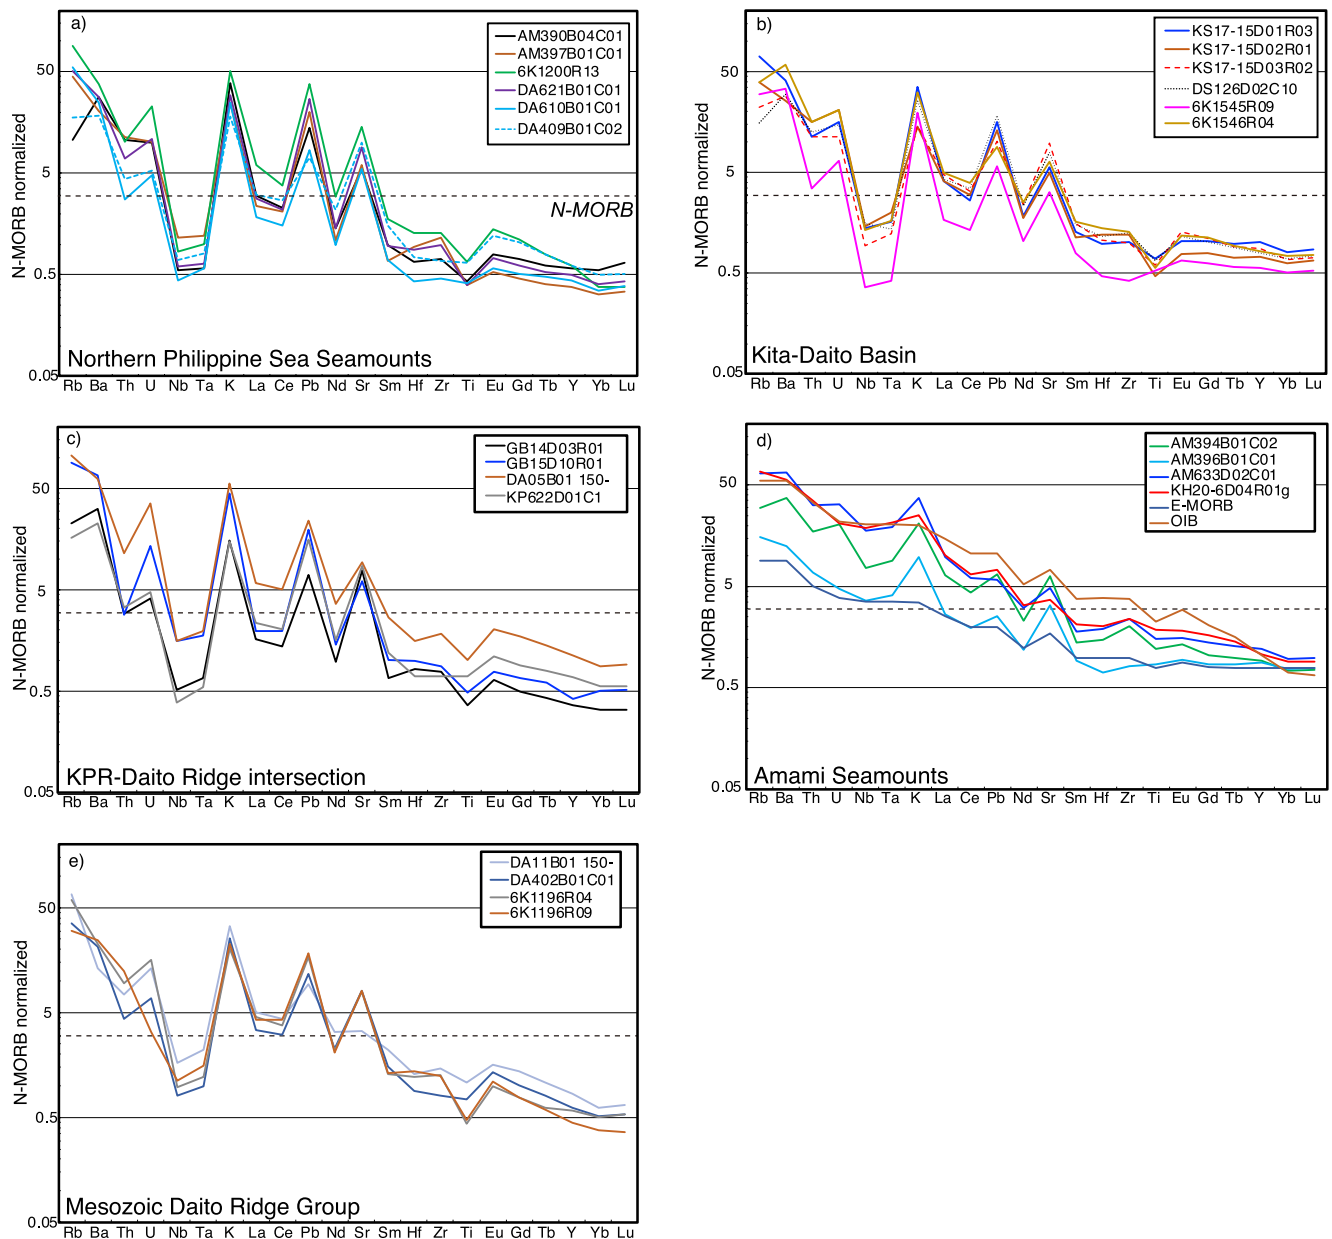 a)
AM390B04C01
AM397B01C01
6K1200R13
DA621B01C01
DA610B01C01
DA409B01C02
50
5
0.5
0.05
N-MORB normalized
N-MORB
Northern Philippine Sea Seamounts
Rb Ba Th U Nb Ta K La Ce Pb Nd Sr Sm Hf Zr Ti Eu Gd Tb Y Yb Lu
b)
KS17-15D01R03
KS17-15D02R01
KS17-15D03R02
DS126D02C10
6K1545R09
6K1546R04
50
5
0.5
0.05
N-MORB normalized
Kita-Daito Basin
Rb Ba Th U Nb Ta K La Ce Pb Nd Sr Sm Hf Zr Ti Eu Gd Tb Y Yb Lu
c)
GB14D03R01
GB15D10R01
DA05B01 150-
KP622D01C1
50
5
0.5
0.05
N-MORB normalized
KPR-Daito Ridge intersection
Rb Ba Th U Nb Ta K La Ce Pb Nd Sr Sm Hf Zr Ti Eu Gd Tb Y Yb Lu
d)
AM394B01C02
AM396B01C01
AM633D02C01
KH20-6D04R01g
E-MORB
OIB
50
5
0.5
0.05
N-MORB normalized
Amami Seamounts
Rb Ba Th U Nb Ta K La Ce Pb Nd Sr Sm Hf Zr Ti Eu Gd Tb Y Yb Lu
e)
DA11B01 150-
DA402B01C01
6K1196R04
6K1196R09
50
5
0.5
0.05
N-MORB normalized
Mesozoic Daito Ridge Group
Rb Ba Th U Nb Ta K La Ce Pb Nd Sr Sm Hf Zr Ti Eu Gd Tb Y Yb Lu